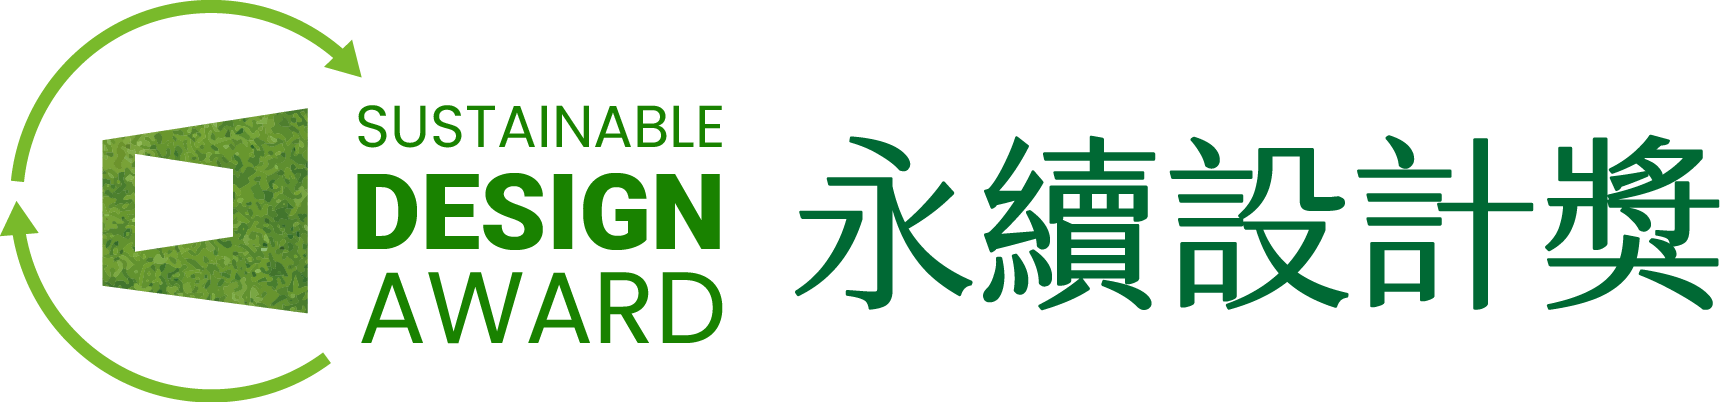 SUSTAINABLE
DESIGN
AWARD
永續設計獎